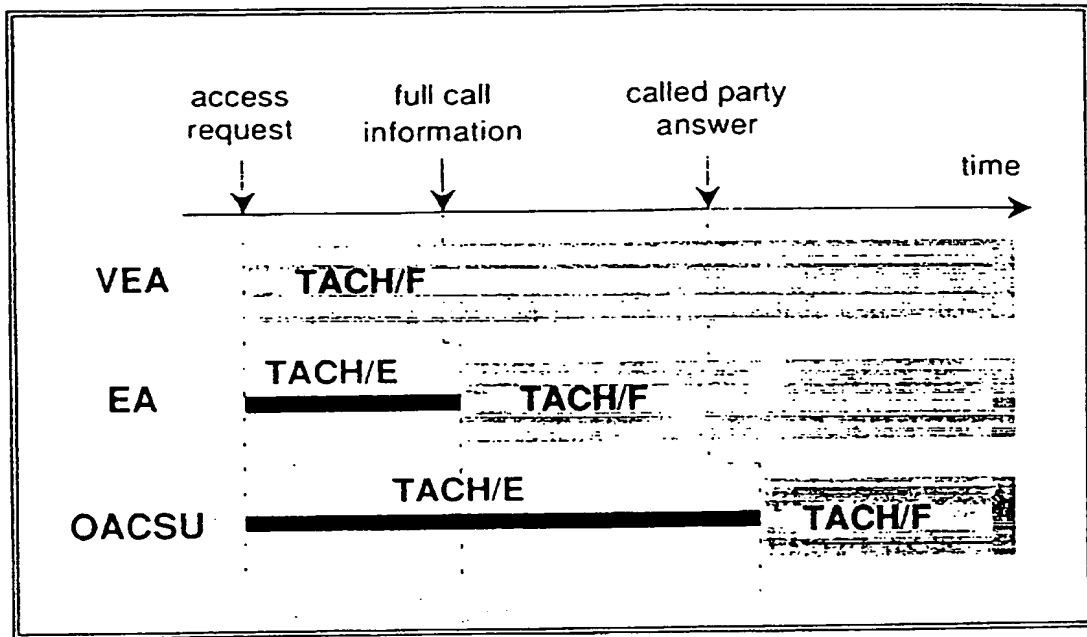 access
request
full call
information
called party
answer
time
VEA
TACH/F
TACH/E
EA
TACH/F
TACH/E
OACSU
TACH/F